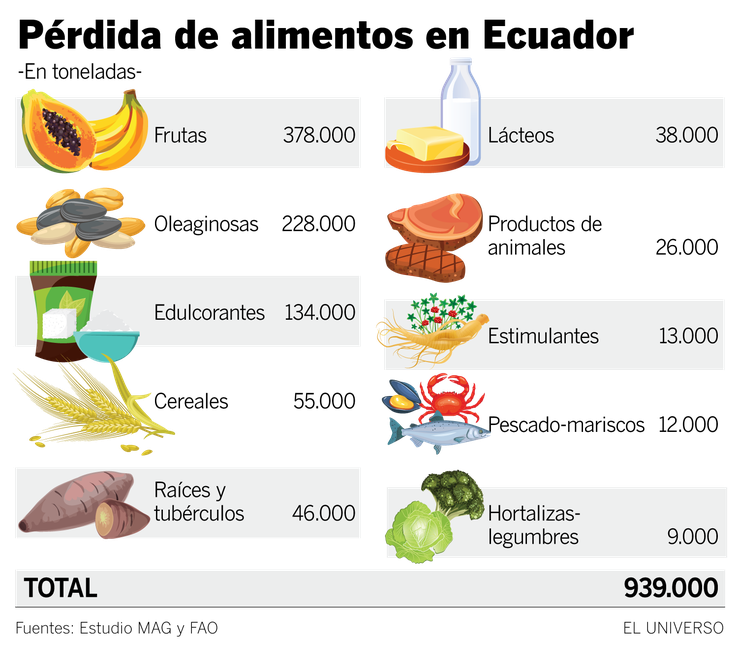 Pérdida de alimentos en Ecuador
-En toneladas-
Frutas 378.000
Oleaginosas 228.000
Edulcorantes 134.000
Cereales 55.000
Raíces y
tubérculos 46.000
Lácteos 38.000
Productos de
animales 26.000
Estimulantes 13.000
Pescado-mariscos 12.000
Hortalizas-
legumbres 9.000
TOTAL 939.000
Fuentes: Estudio MAG y FAO EL UNIVERSO